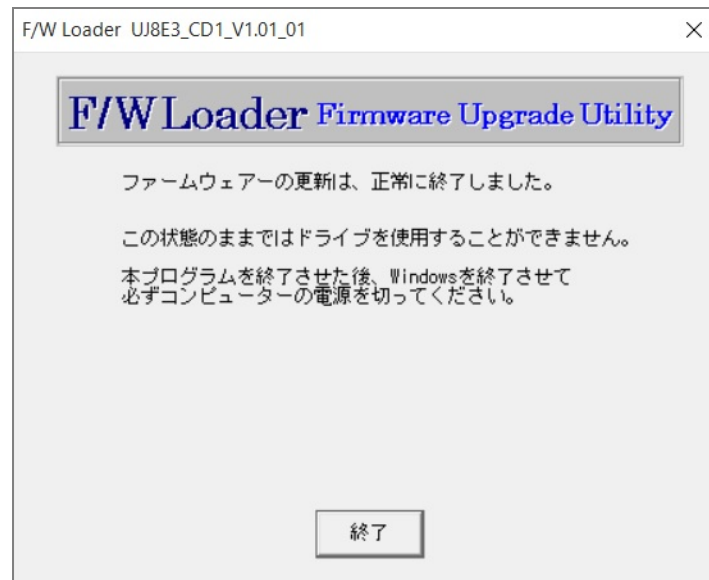 F/W Loader UJ8E3_CD1_V1.01_01
F/W Loader Firmware Upgrade Utility
ファームウェアーの更新は、正常に終了しました。
この状態のままではドライブを使用することができません。
本プログラムを終了させた後、Windowsを終了させて
必ずコンピューターの電源を切ってください。
終了